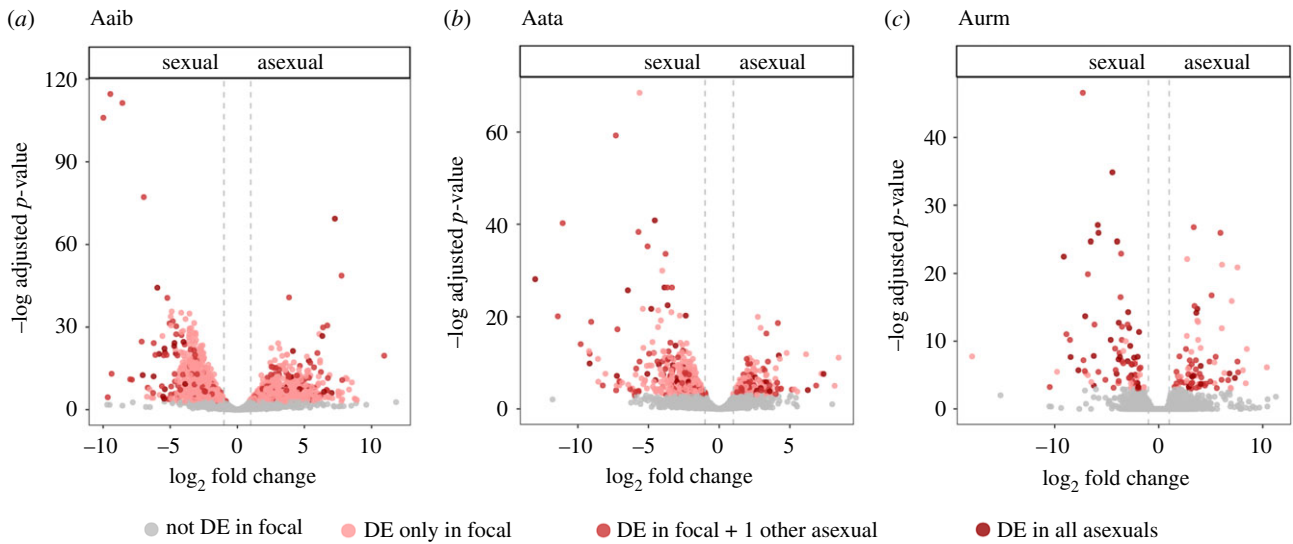 (a) Aaib
sexual asexual
120
90
60
30
0
–log adjusted p-value
–10 –5 0 5 10
log2 fold change
(b) Aata
sexual asexual
60
40
20
0
–log adjusted p-value
–10 –5 0 5
log2 fold change
(c) Aurm
sexual asexual
40
30
20
10
0
–log adjusted p-value
–10 0 10
log2 fold change
not DE in focal DE only in focal DE in focal + 1 other asexual DE in all asexuals